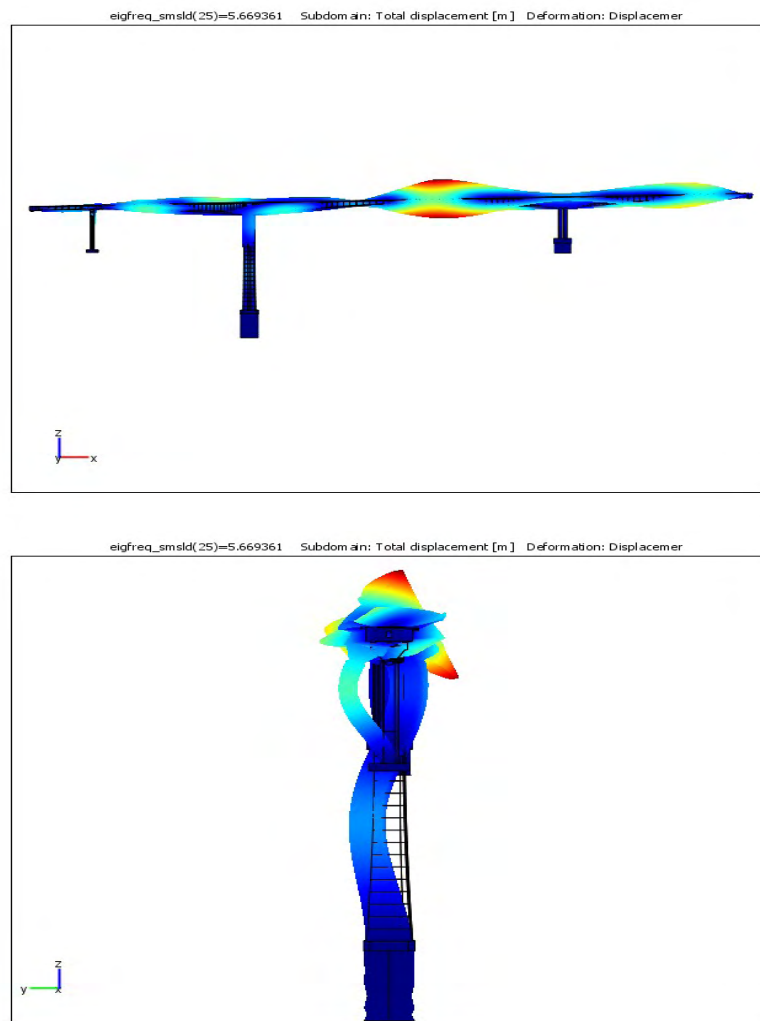 eigfreq_smsld(25)=5.669361 Subdomain: Total displacement [m] Deformation: Displacemer
z
y x
eigfreq_smsld(25)=5.669361 Subdomain: Total displacement [m] Deformation: Displacemer
z
y x